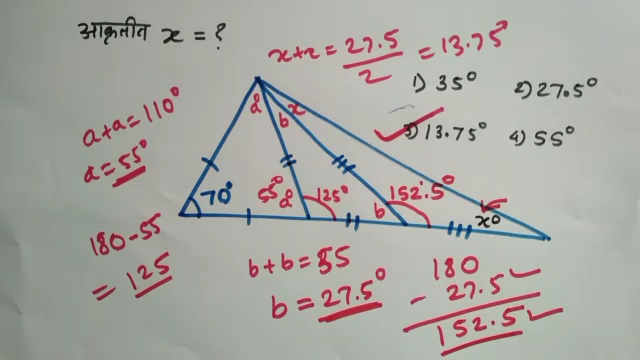 आकृतीत x = ?
x+x = 27.5/2 = 13.75°
1) 35°
2) 27.5°
3) 13.75°
4) 55°
a+a = 110°
a = 55°
a°
b
x
70°
55°
a°
125°
b
152.5°
x°
180-55
= 125
b+b = 55
b = 27.5°
180
- 27.5
152.5